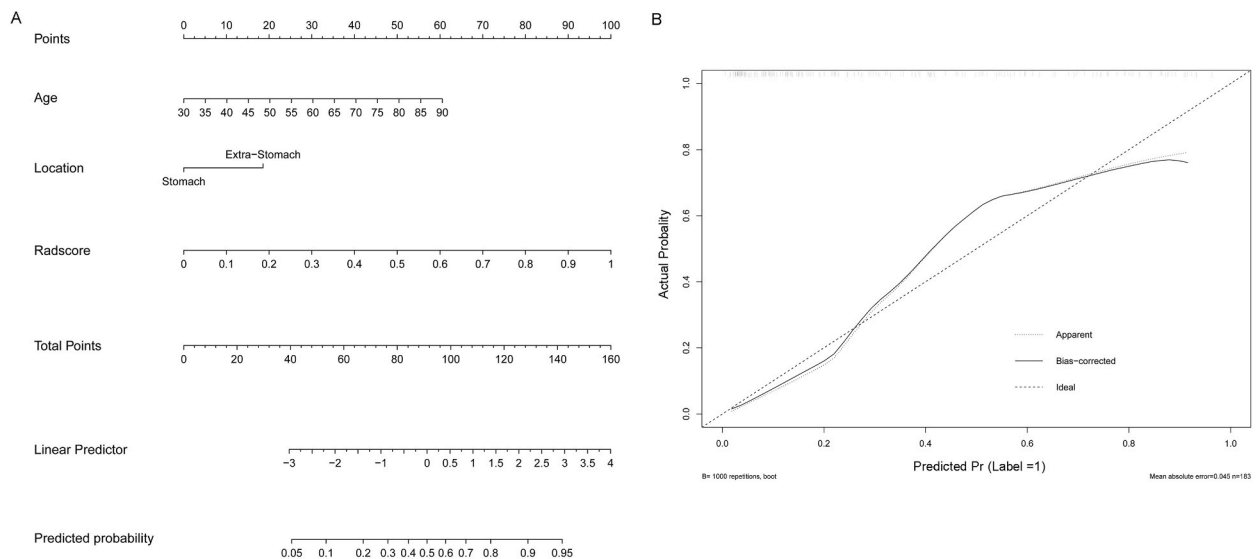 A
Points
0 10 20 30 40 50 60 70 80 90 100
Age
30 35 40 45 50 55 60 65 70 75 80 85 90
Location
Extra−Stomach
Stomach
Radscore
0 0.1 0.2 0.3 0.4 0.5 0.6 0.7 0.8 0.9 1
Total Points
0 20 40 60 80 100 120 140 160
Linear Predictor
−3 −2 −1 0 0.5 1 1.5 2 2.5 3 3.5 4
Predicted probability
0.05 0.1 0.2 0.3 0.4 0.5 0.6 0.7 0.8 0.9 0.95
B
Actual Probality
1.0
0.8
0.6
0.4
0.2
0.0
Apparent
Bias−corrected
Ideal
0.0 0.2 0.4 0.6 0.8 1.0
Predicted Pr (Label =1)
B= 1000 repetitions, boot
Mean absolute error=0.045 n=183